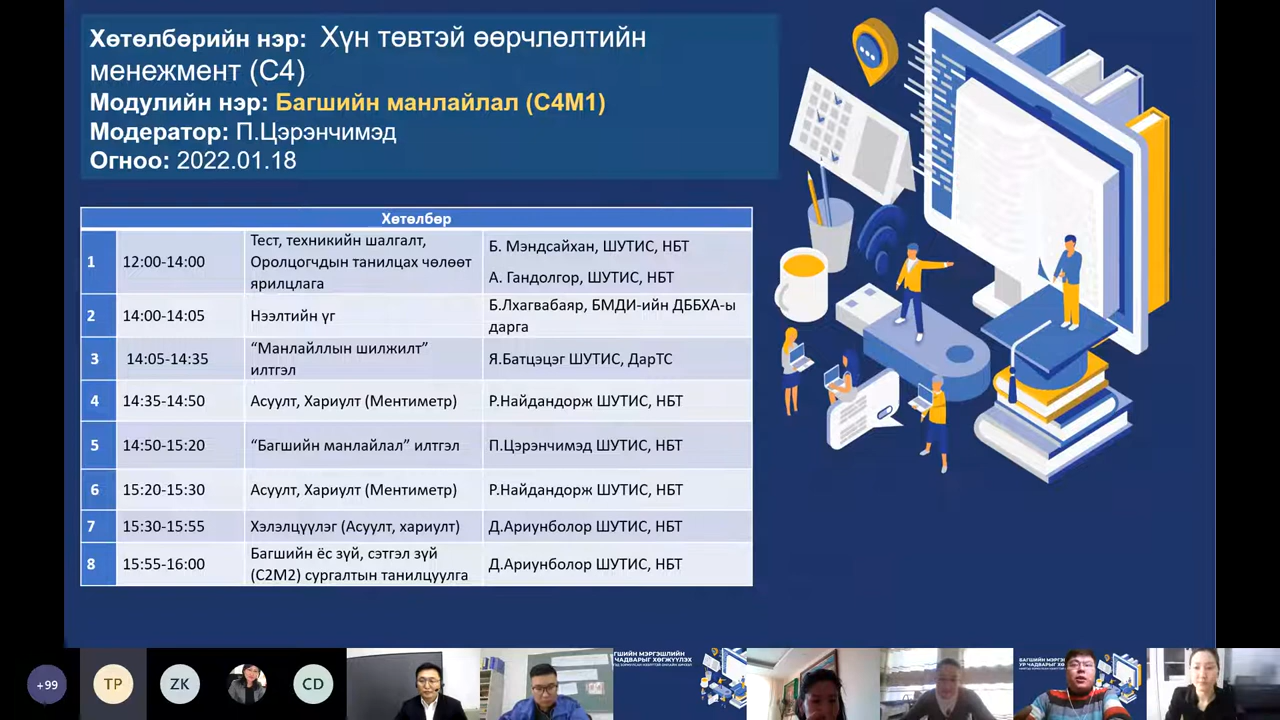 Хөтөлбөрийн нэр: Хүн төвтэй өөрчлөлтийн
менежмент (С4)
Модулийн нэр: Багшийн манлайлал (С4М1)
Модератор: П.Цэрэнчимэд
Огноо: 2022.01.18
Хөтөлбөр
1 12:00-14:00 Тест, техникийн шалгалт,
Оролцогчдын танилцах чөлөөт
ярилцлага
Б. Мэндсайхан, ШУТИС, НБТ
А. Гандолгор, ШУТИС, НБТ
2 14:00-14:05 Нээлтийн үг
Б.Лхагвабаяр, БМДИ-ийн ДББХА-ы
дарга
3 14:05-14:35 “Манлайллын шилжилт”
илтгэл
Я.Батцэцэг ШУТИС, ДарТС
4 14:35-14:50 Асуулт, Хариулт (Ментиметр) Р.Найдандорж ШУТИС, НБТ
5 14:50-15:20 “Багшийн манлайлал” илтгэл П.Цэрэнчимэд ШУТИС, НБТ
6 15:20-15:30 Асуулт, Хариулт (Ментиметр) Р.Найдандорж ШУТИС, НБТ
7 15:30-15:55 Хэлэлцүүлэг (Асуулт, хариулт) Д.Ариунболор ШУТИС, НБТ
8 15:55-16:00 Багшийн ёс зүй, сэтгэл зүй
(С2М2) сургалтын танилцуулга
Д.Ариунболор ШУТИС, НБТ
+99
TP
ZK
CD
ЧАДВАРЫГ ХӨГЖҮҮЛЭХ
УР ЧАДВАРЫГ ХӨГЖ